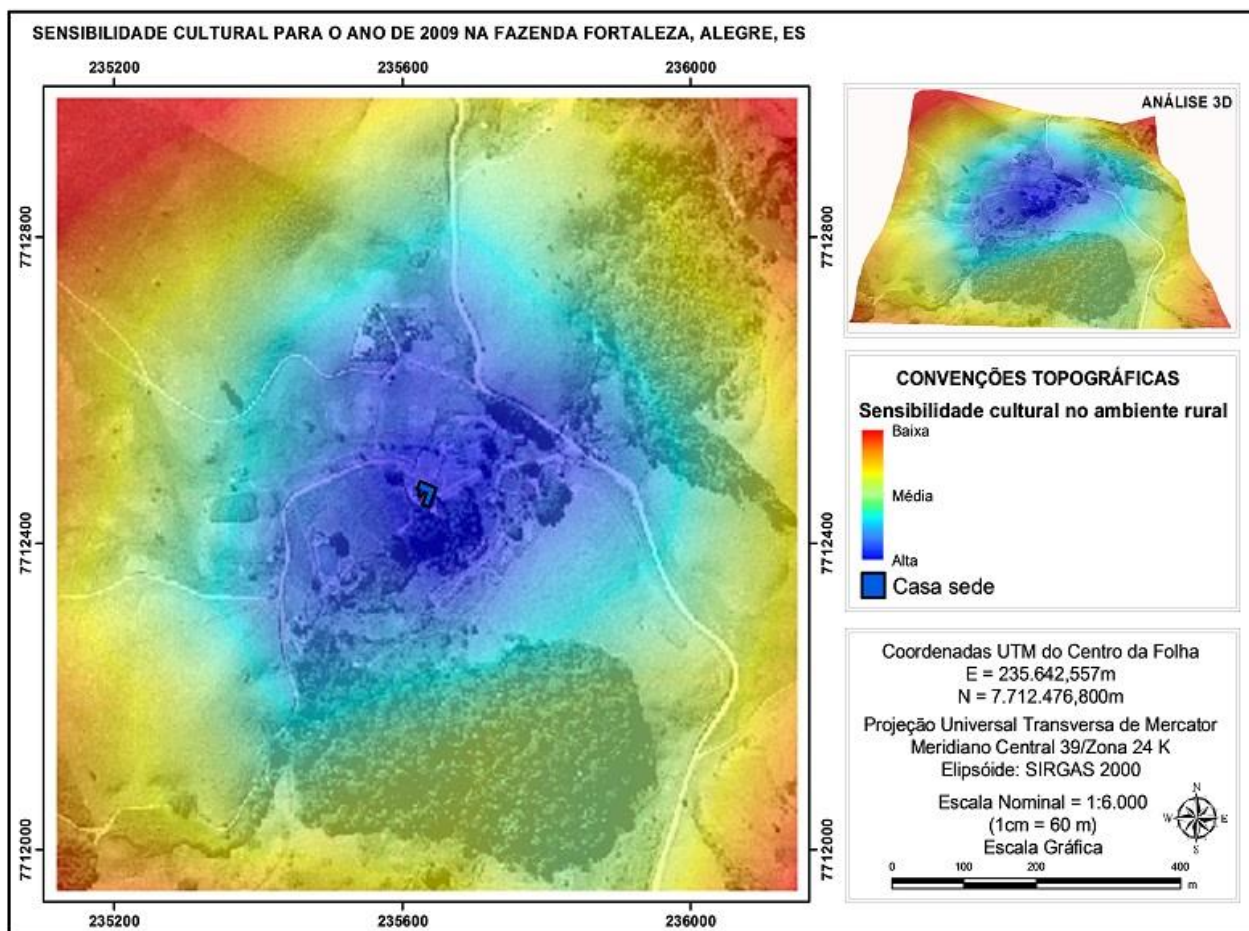 SENSIBILIDADE CULTURAL PARA O ANO DE 2009 NA FAZENDA FORTALEZA, ALEGRE, ES
235200 235600 236000
7712800 7712800
7712400 7712400
7712000 7712000
235200 235600 236000
ANÁLISE 3D
CONVENÇÕES TOPOGRÁFICAS
Sensibilidade cultural no ambiente rural
Baixa
Média
Alta
Casa sede
Coordenadas UTM do Centro da Folha
E = 235.642,557m
N = 7.712.476,800m
Projeção Universal Transversa de Mercator
Meridiano Central 39/Zona 24 K
Elipsóide: SIRGAS 2000
Escala Nominal = 1:6.000
(1cm = 60 m)
Escala Gráfica
N
W E
S
0 100 200 400
m